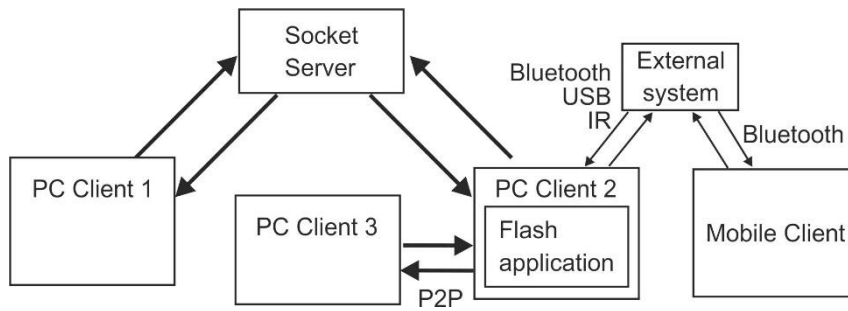 Socket
Server
Bluetooth
USB
IR
External
system
Bluetooth
PC Client 1
PC Client 3
PC Client 2
Flash
application
Mobile Client
P2P